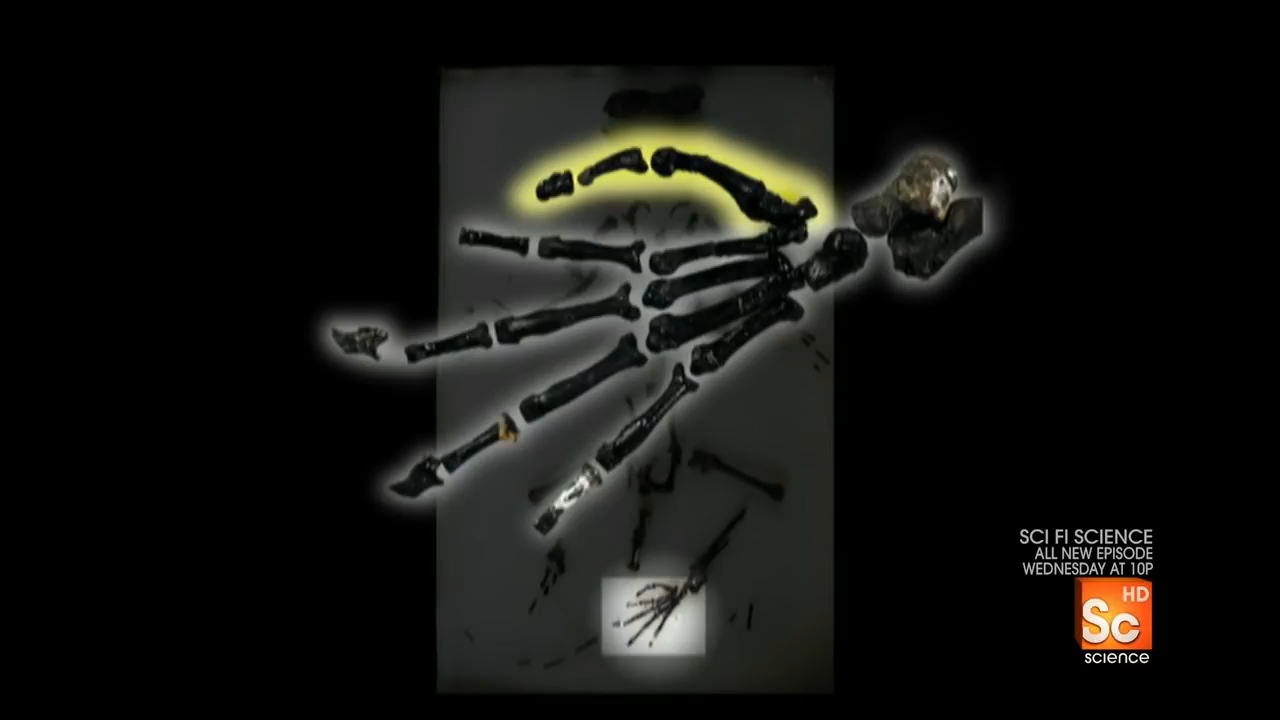 SCI FI SCIENCE
ALL NEW EPISODE
WEDNESDAY AT 10P
HD
Sc
science